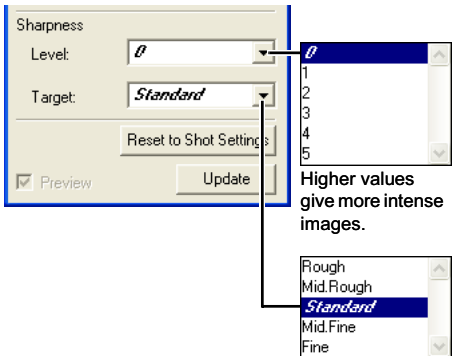 Sharpness
Level: 0
Target: Standard
Reset to Shot Settings
Preview
Update
0
1
2
3
4
5
Higher values
give more intense
images.
Rough
Mid.Rough
Standard
Mid.Fine
Fine